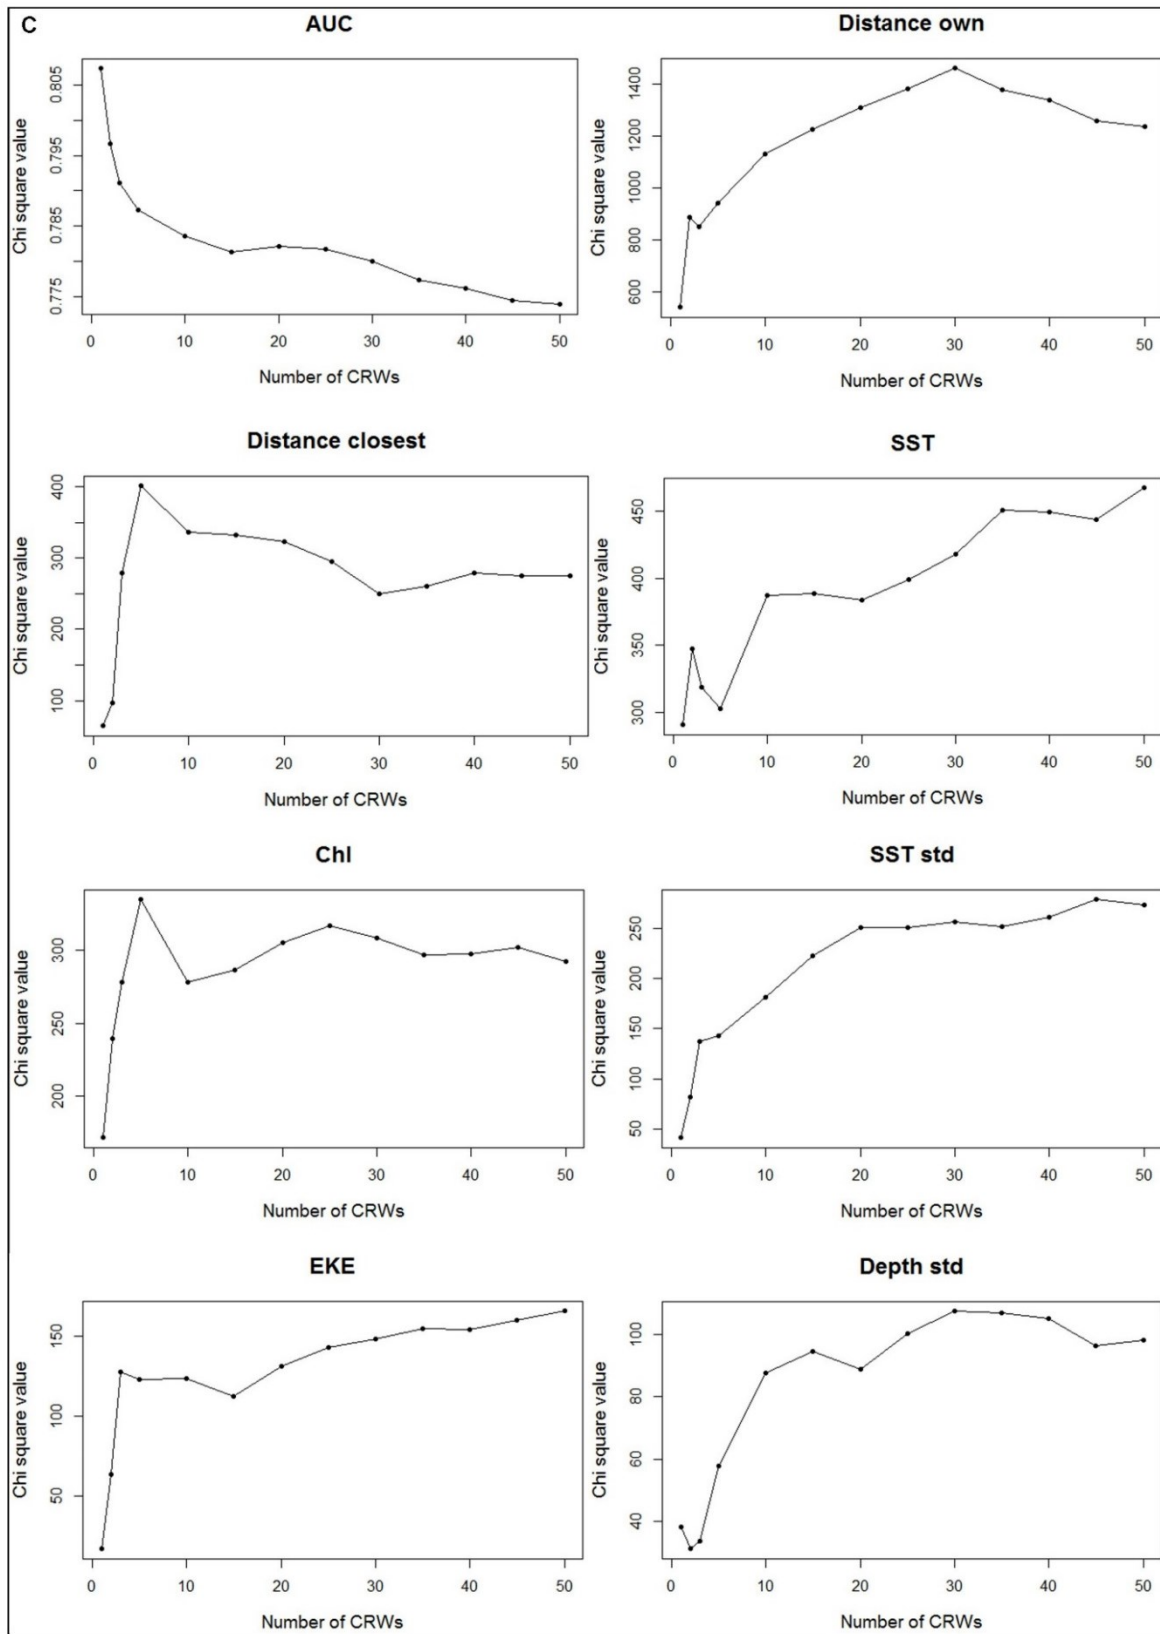 C
AUC
Chi square value
0.805
0.795
0.785
0.775
0 10 20 30 40 50
Number of CRWs
Distance own
Chi square value
1400
1200
1000
800
600
0 10 20 30 40 50
Number of CRWs
Distance closest
Chi square value
400
300
200
100
0 10 20 30 40 50
Number of CRWs
SST
Chi square value
450
400
350
300
0 10 20 30 40 50
Number of CRWs
Chl
Chi square value
300
250
200
0 10 20 30 40 50
Number of CRWs
SST std
Chi square value
250
200
150
100
50
0 10 20 30 40 50
Number of CRWs
EKE
Chi square value
150
100
50
0 10 20 30 40 50
Number of CRWs
Depth std
Chi square value
100
80
60
40
0 10 20 30 40 50
Number of CRWs